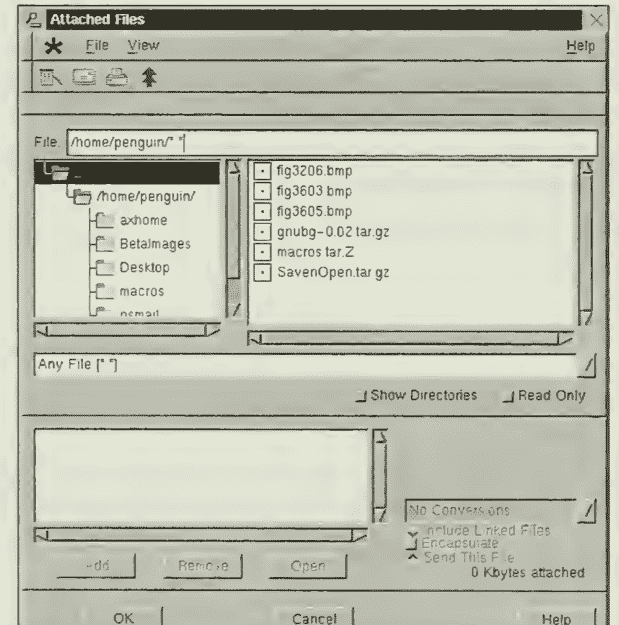 Attached Files
File View Help
File. /home/penguin/* *
/home/penguin/
axhome
BetaImages
Desktop
macros
nsmail
fig3206.bmp
fig3603 bmp
fig3605.bmp
gnubg-0.02 tar.gz
macros tar.Z
SavenOpen.tar gz
Any File [* *]
Show Directories Read Only
No Conversions
Include Linked Files
Encapsulate
Send This File
0 Kbytes attached
Add Remove Open
OK Cancel Help